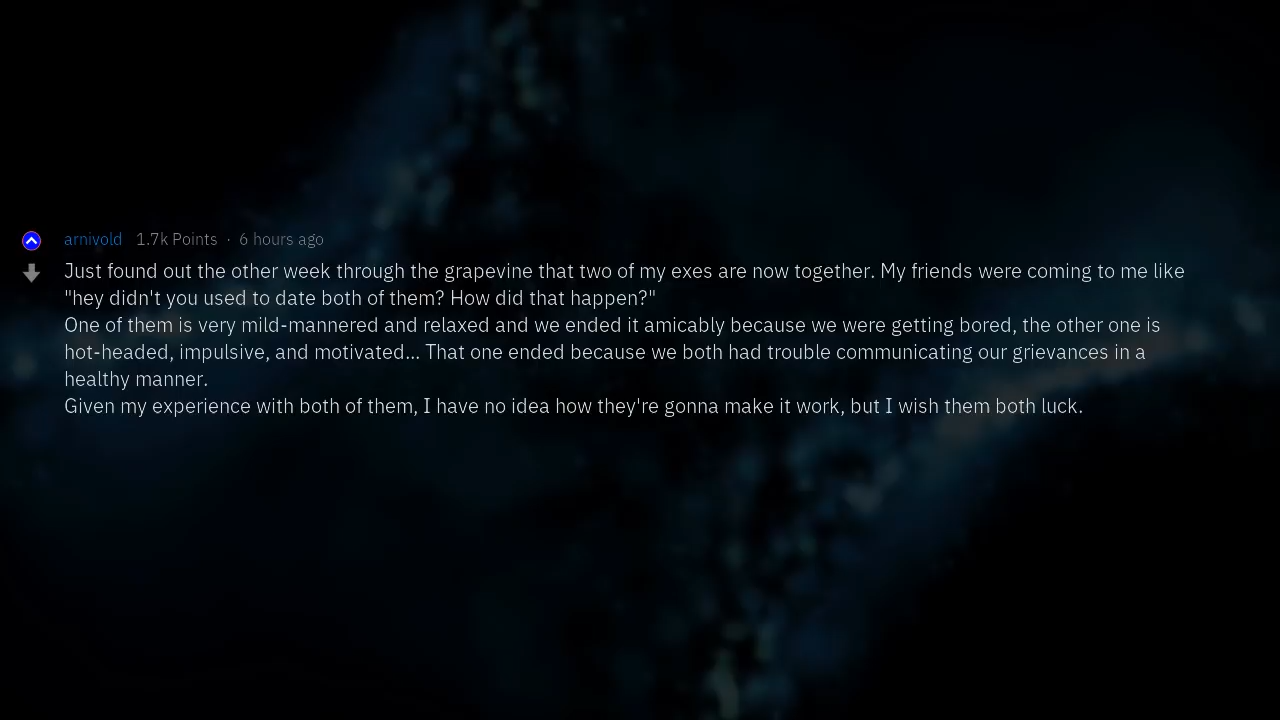 arnivold 1.7k Points · 6 hours ago
Just found out the other week through the grapevine that two of my exes are now together. My friends were coming to me like
"hey didn't you used to date both of them? How did that happen?"
One of them is very mild-mannered and relaxed and we ended it amicably because we were getting bored, the other one is
hot-headed, impulsive, and motivated... That one ended because we both had trouble communicating our grievances in a
healthy manner.
Given my experience with both of them, I have no idea how they're gonna make it work, but I wish them both luck.